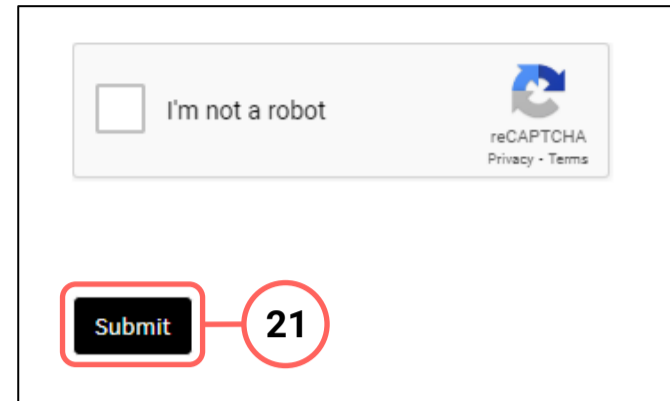 I'm not a robot
reCAPTCHA
Privacy - Terms
Submit
21